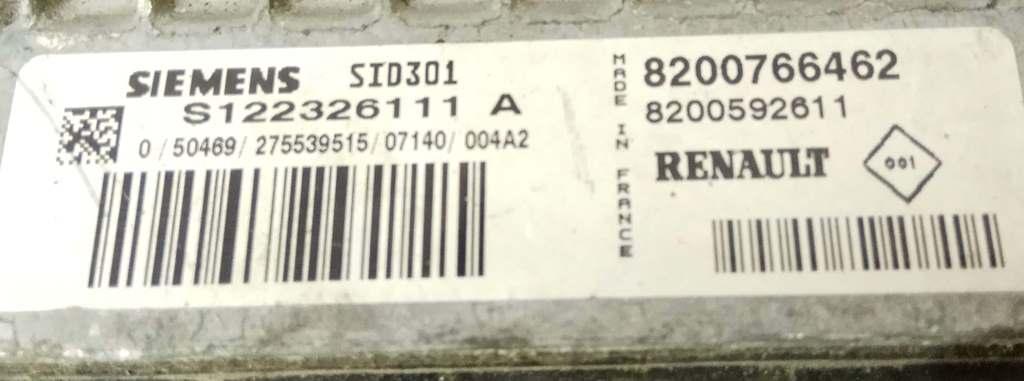 SIEMENS SID301
S122326111 A
0 / 50469 / 275539515 / 07140 / 004A2
MADE IN FRANCE
8200766462
8200592611
RENAULT 001